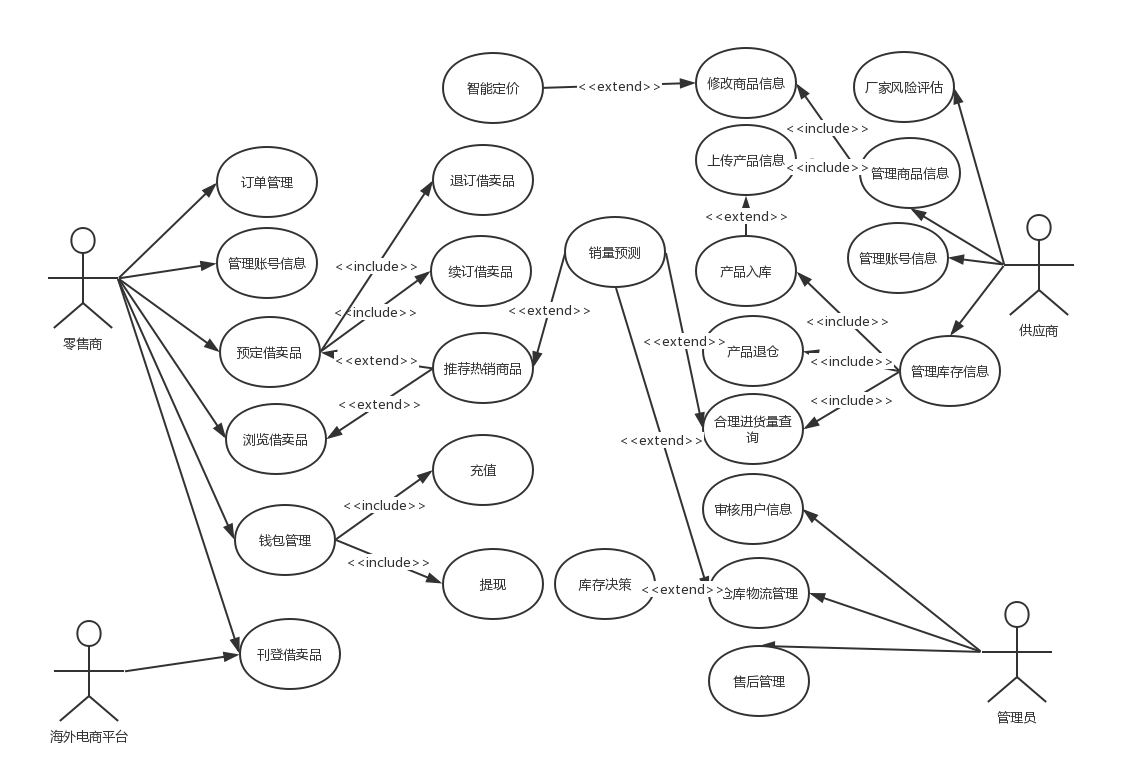 智能定价
<<extend>>
修改商品信息
厂家风险评估
<<include>>
上传产品信息
<<include>>
管理商品信息
订单管理
退订借卖品
<<extend>>
管理账号信息
<<include>>
续订借卖品
销量预测
产品入库
管理账号信息
<<include>>
<<extend>>
<<include>>
供应商
零售商
预定借卖品
<<extend>>
推荐热销商品
<<extend>>
产品退仓
<<include>>
管理库存信息
<<extend>>
<<include>>
浏览借卖品
<<extend>>
合理进货量查
询
充值
<<include>>
审核用户信息
钱包管理
<<include>>
提现
库存决策
<<extend>>
仓库物流管理
刊登借卖品
售后管理
海外电商平台
管理员